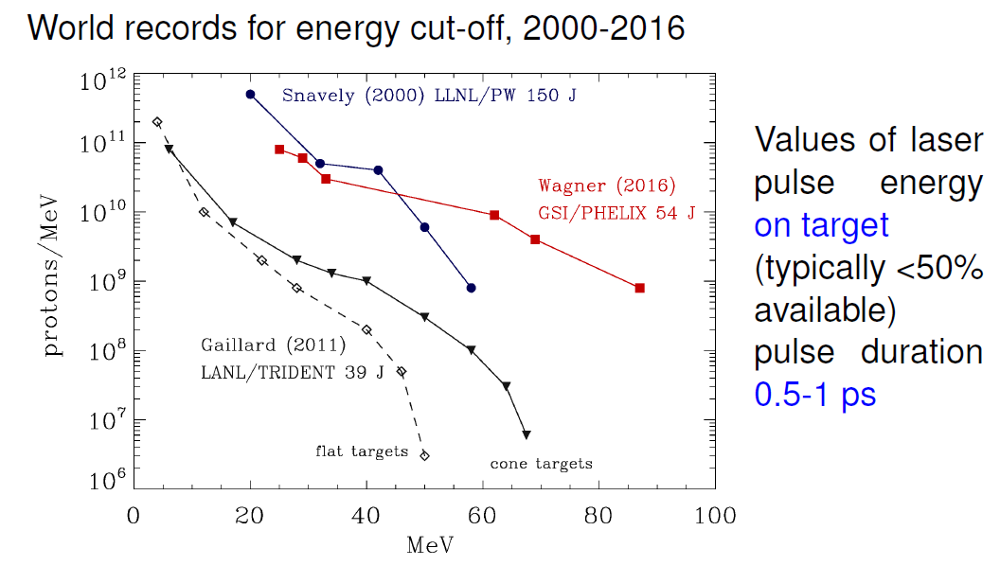 World records for energy cut-off, 2000-2016
10^12
10^11
10^10
10^9
10^8
10^7
10^6
protons/MeV
Snavely (2000) LLNL/PW 150 J
Wagner (2016)
GSI/PHELIX 54 J
Gaillard (2011)
LANL/TRIDENT 39 J
flat targets
cone targets
0 20 40 60 80 100
MeV
Values of laser
pulse energy
on target
(typically <50%
available)
pulse duration
0.5-1 ps